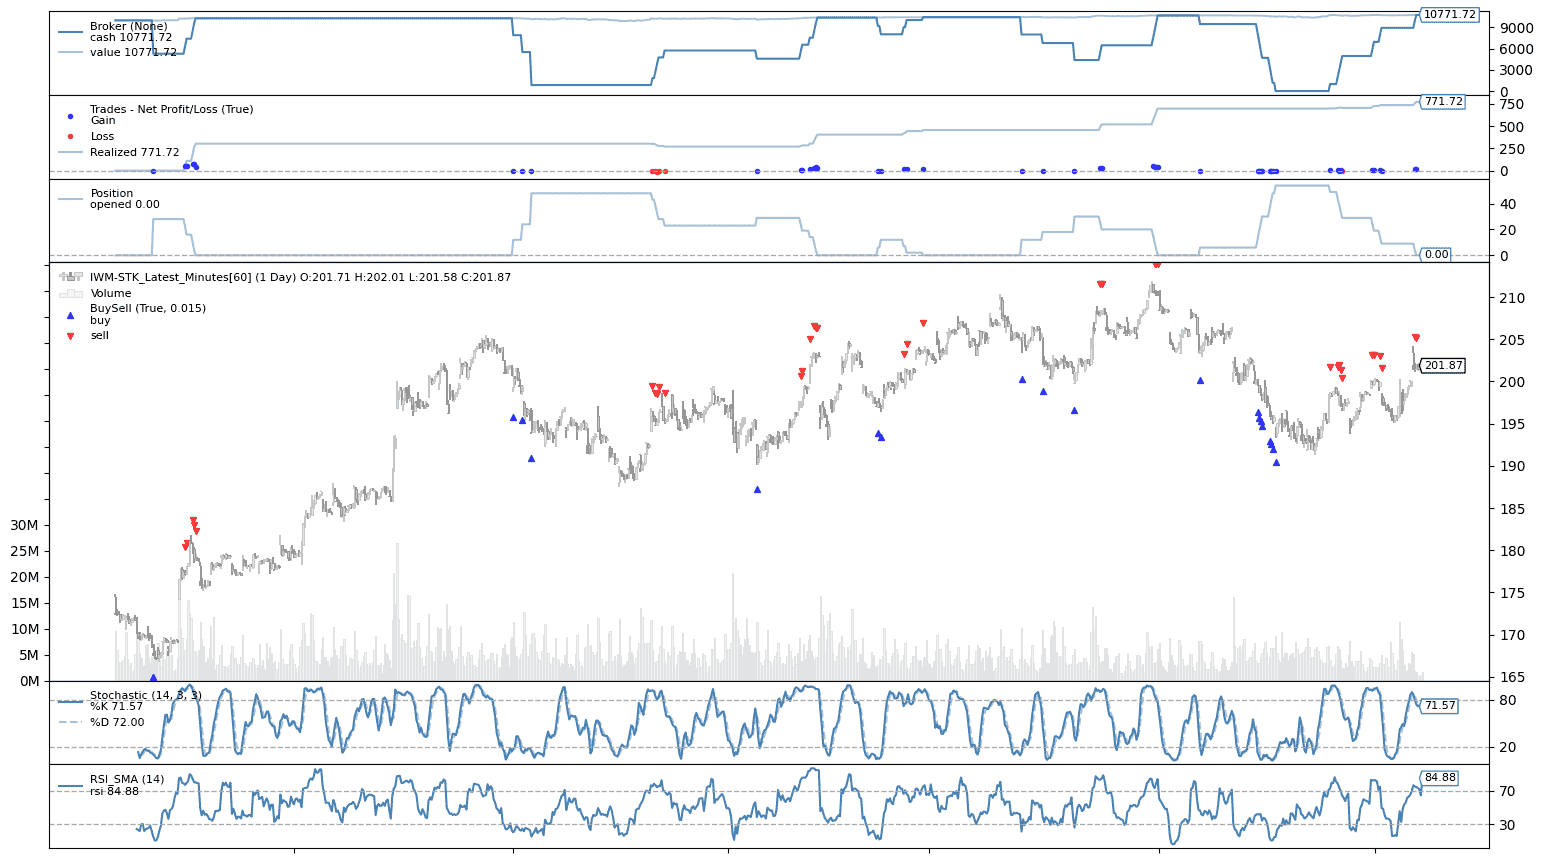 Broker (None)
cash 10771.72
value 10771.72
10771.72
9000
6000
3000
0
Trades - Net Profit/Loss (True)
Gain
Loss
Realized 771.72
771.72
750
500
250
0
Position
opened 0.00
40
20
0
0.00
IWM-STK_Latest_Minutes[60] (1 Day) O:201.71 H:202.01 L:201.58 C:201.87
Volume
BuySell (True, 0.015)
buy
sell
210
205
201.87
200
195
190
185
180
175
170
165
30M
25M
20M
15M
10M
5M
0M
Stochastic (14, 3, 3)
%K 71.57
%D 72.00
80
71.57
20
RSI_SMA (14)
rsi 84.88
84.88
70
30